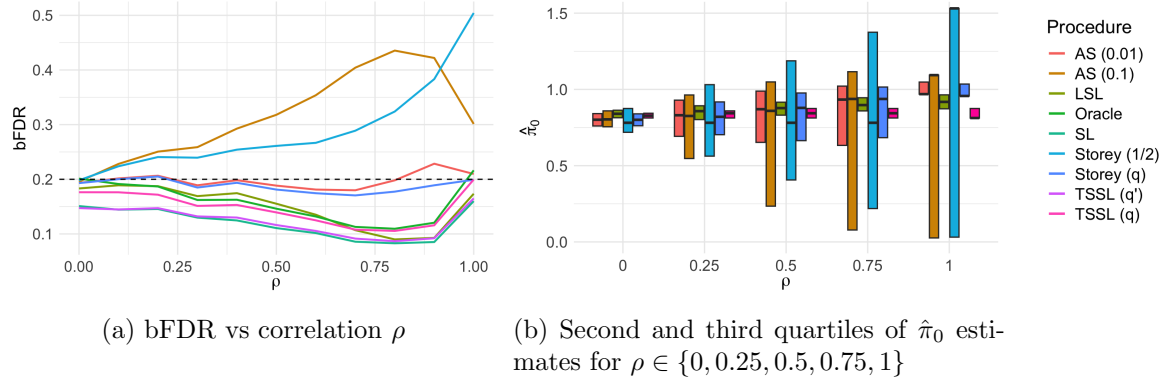 0.5
0.4
0.3
0.2
0.1
bFDR
0.00
0.25
0.50
0.75
1.00
ρ
(a) bFDR vs correlation ρ
1.5
1.0
0.5
0.0
π̂₀
0
0.25
0.5
0.75
1
ρ
Procedure
AS (0.01)
AS (0.1)
LSL
Oracle
SL
Storey (1/2)
Storey (q)
TSSL (q')
TSSL (q)
(b) Second and third quartiles of π̂₀ esti-
mates for ρ ∈ {0, 0.25, 0.5, 0.75, 1}